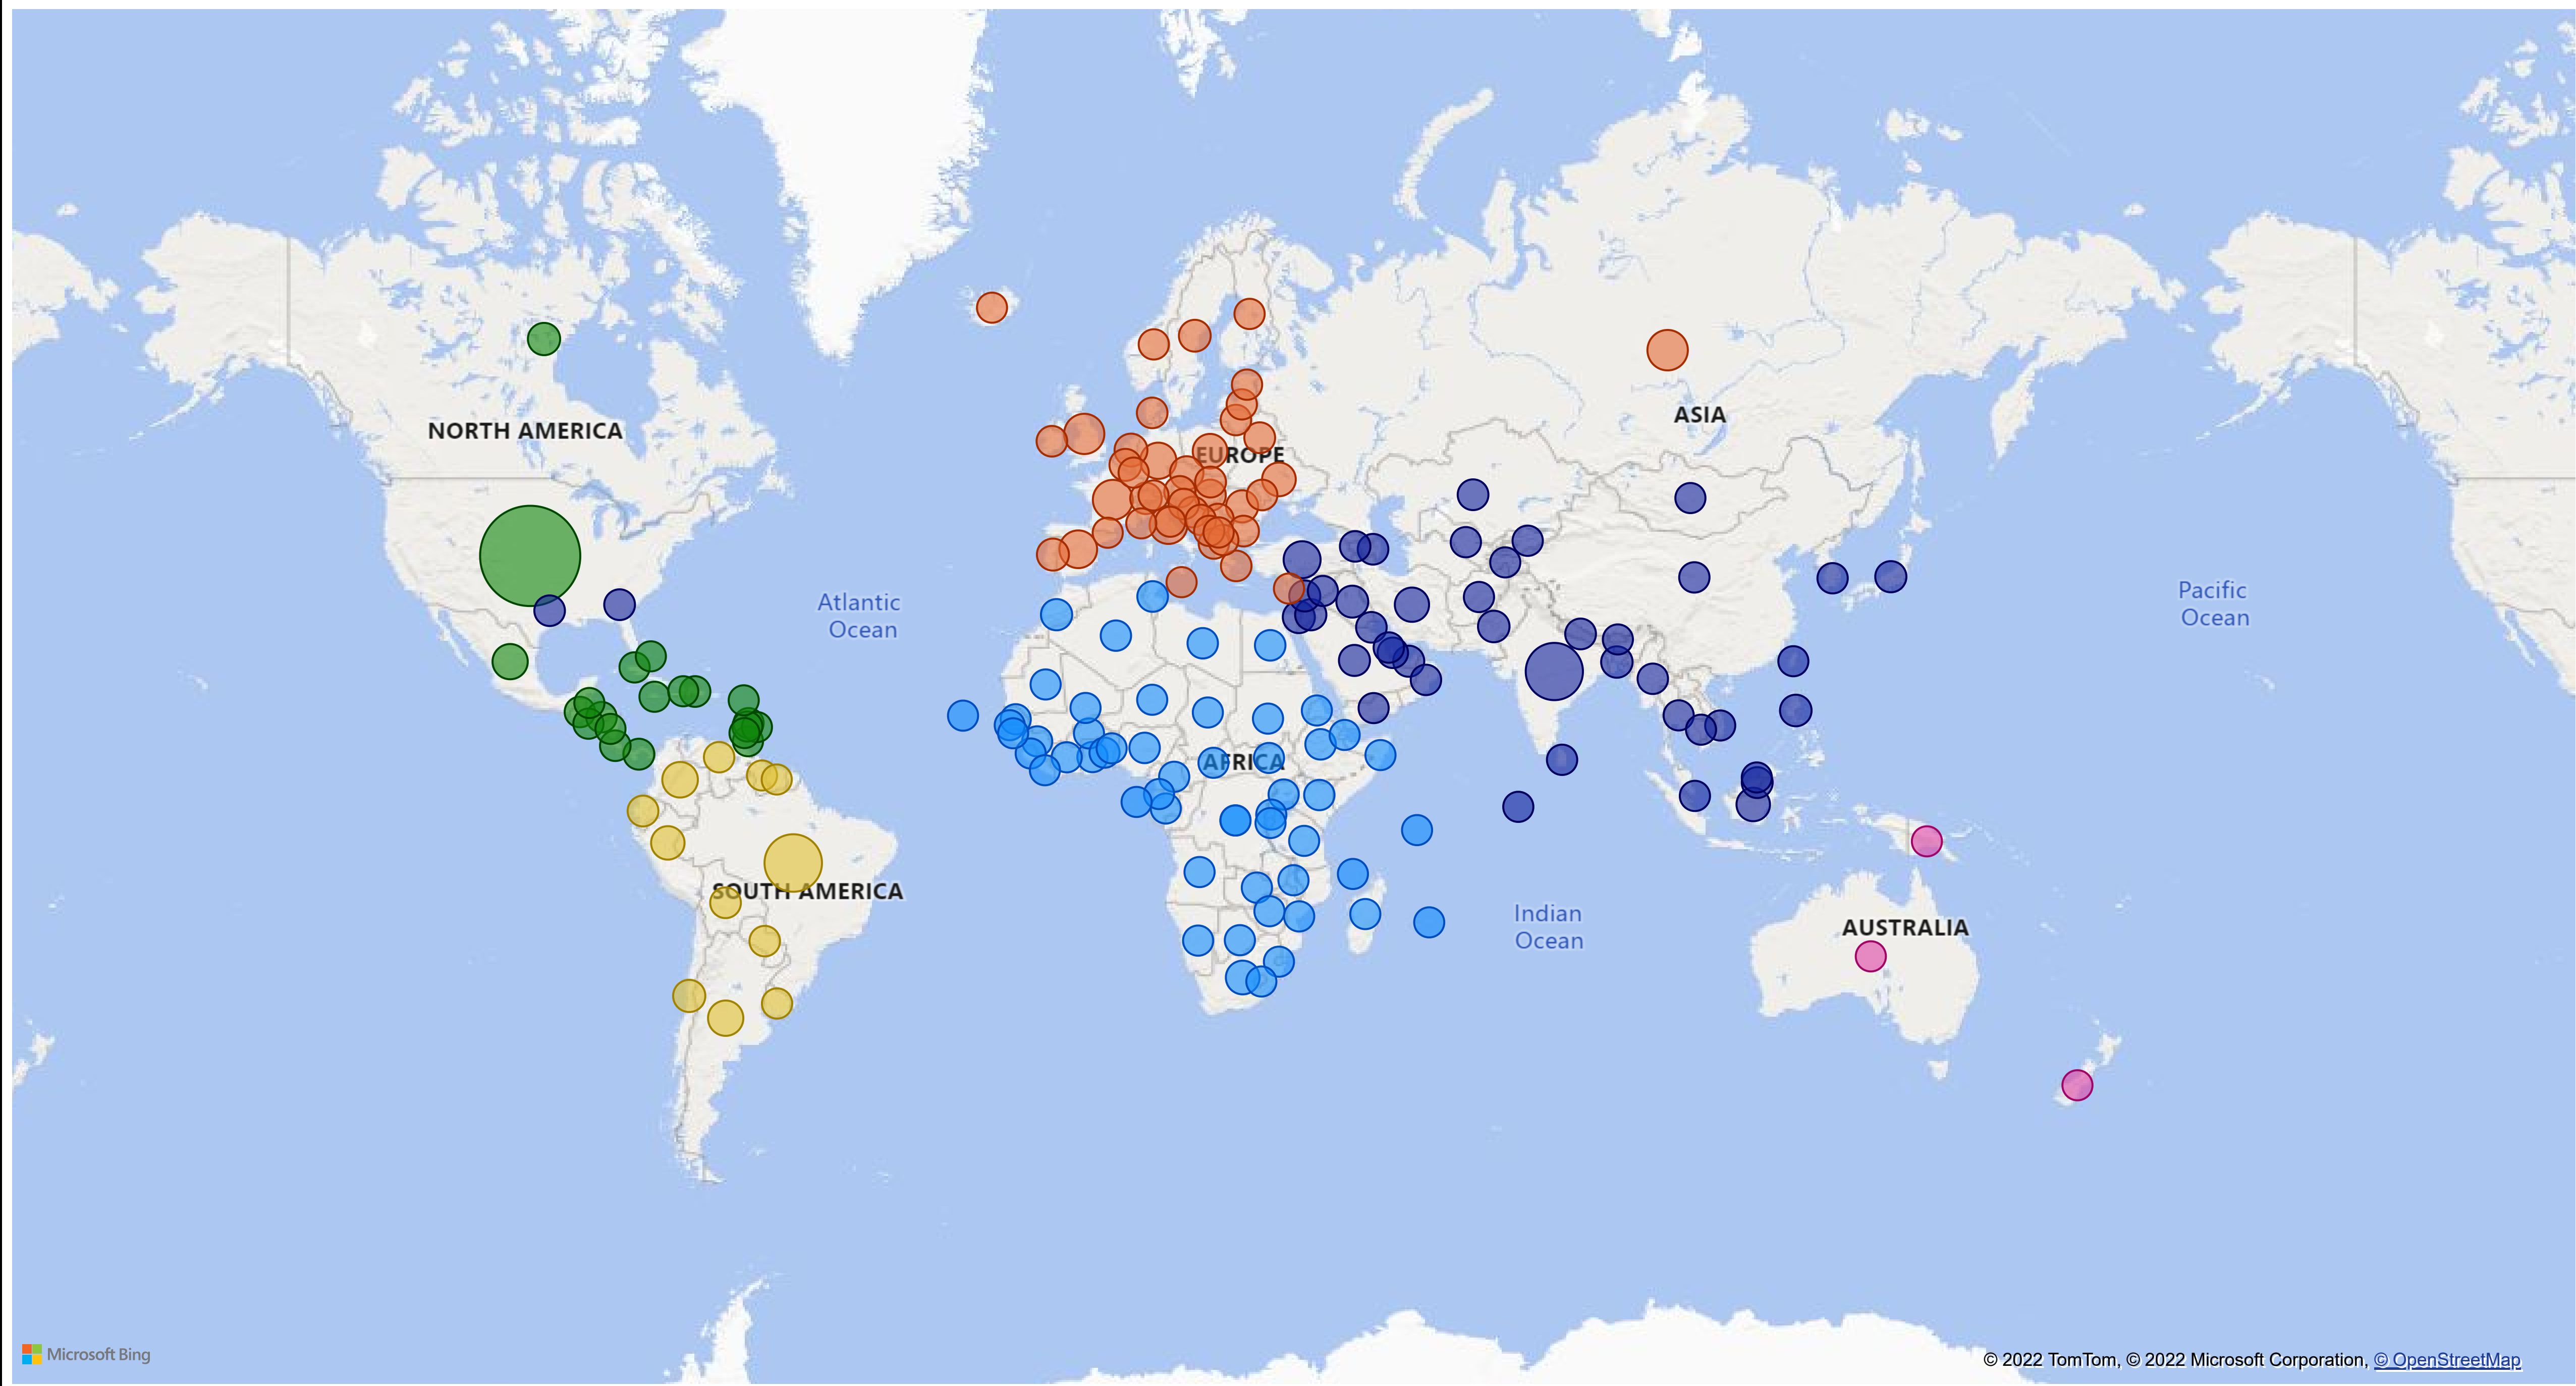 NORTH AMERICA
ASIA
EUROPE
Atlantic
Ocean
Pacific
Ocean
AFRICA
SOUTH AMERICA
Indian
Ocean
AUSTRALIA
Microsoft Bing
© 2022 TomTom, © 2022 Microsoft Corporation, © OpenStreetMap